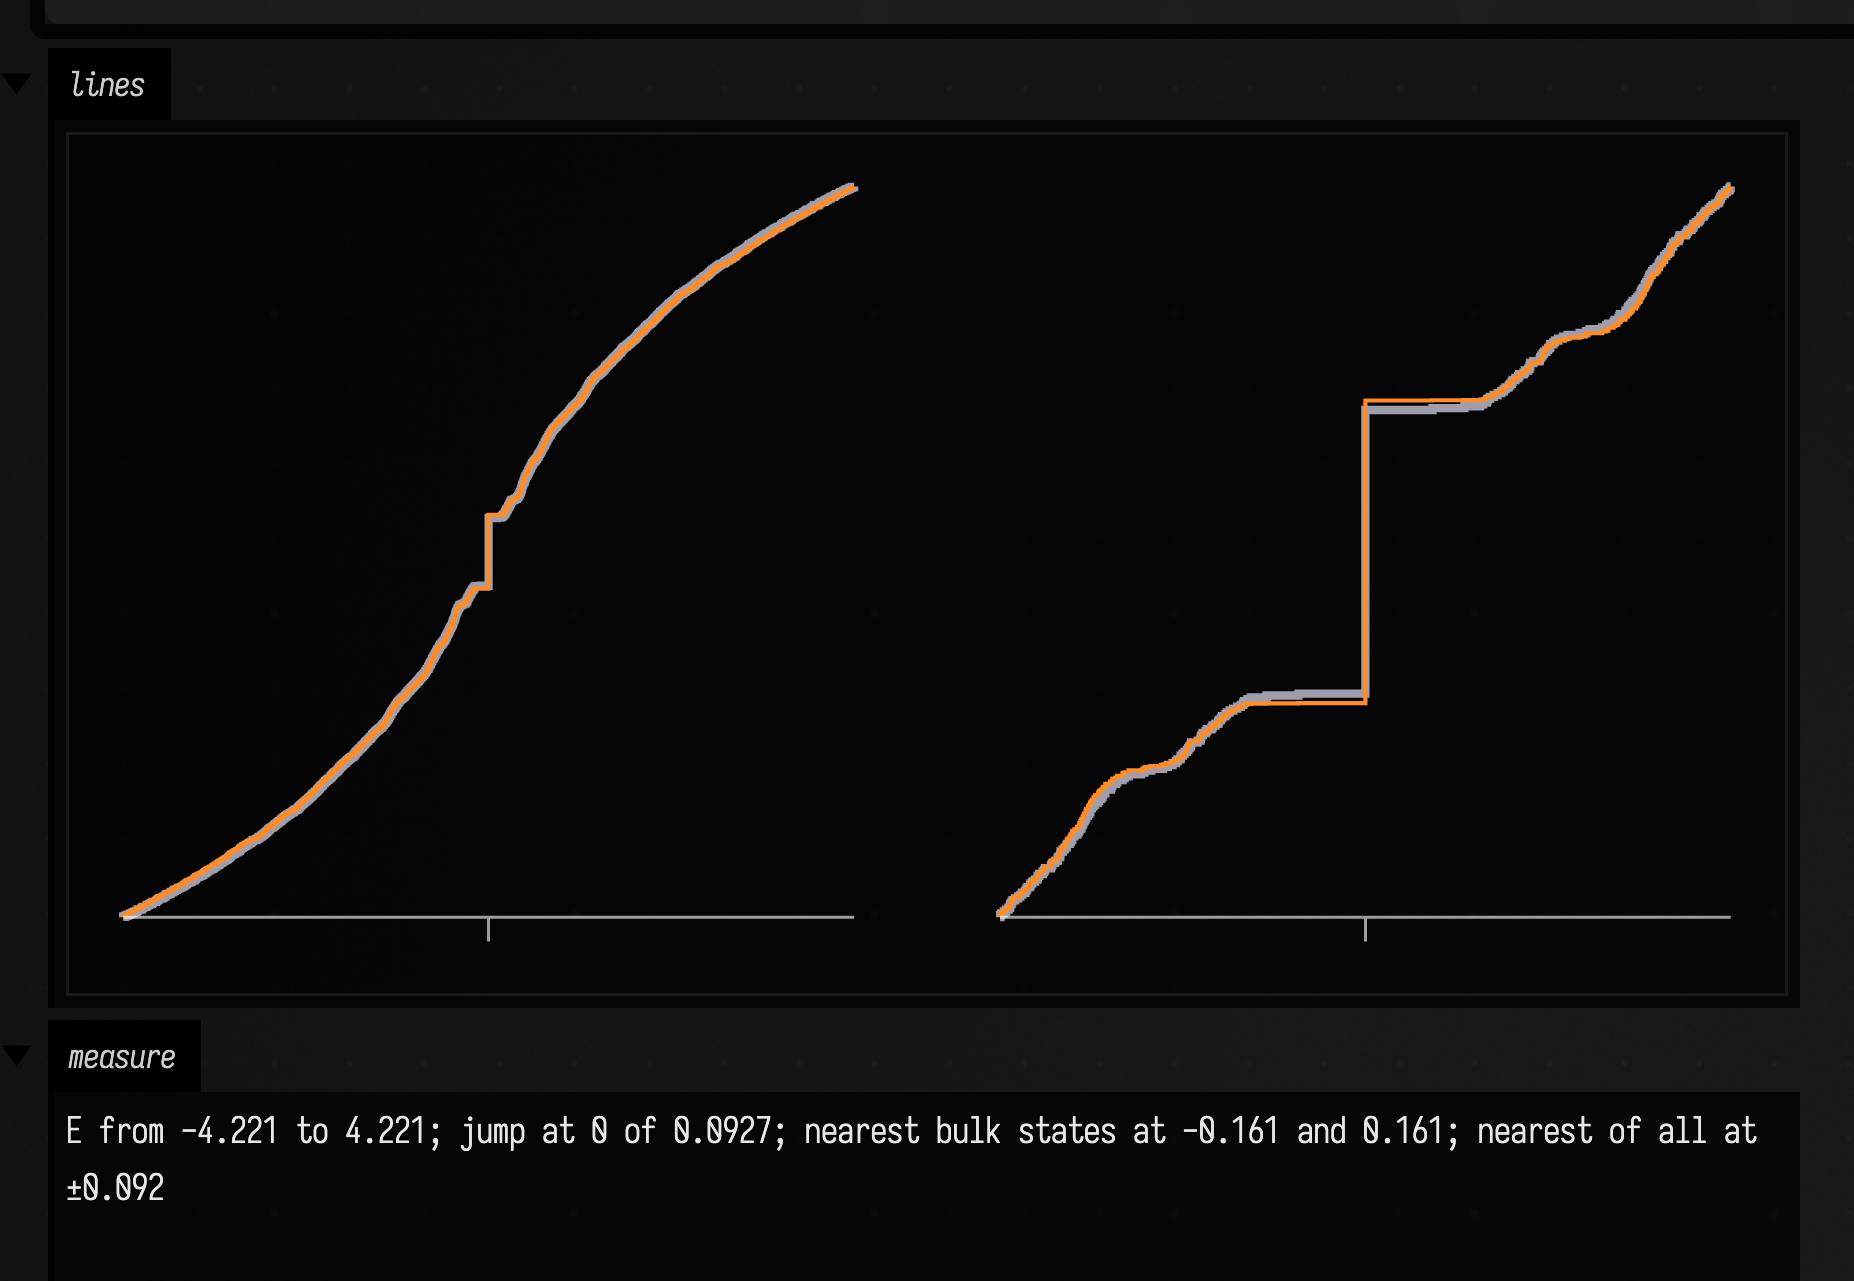 lines
measure
E from −4.221 to 4.221; jump at 0 of 0.0927; nearest bulk states at −0.161 and 0.161; nearest of all at
±0.092